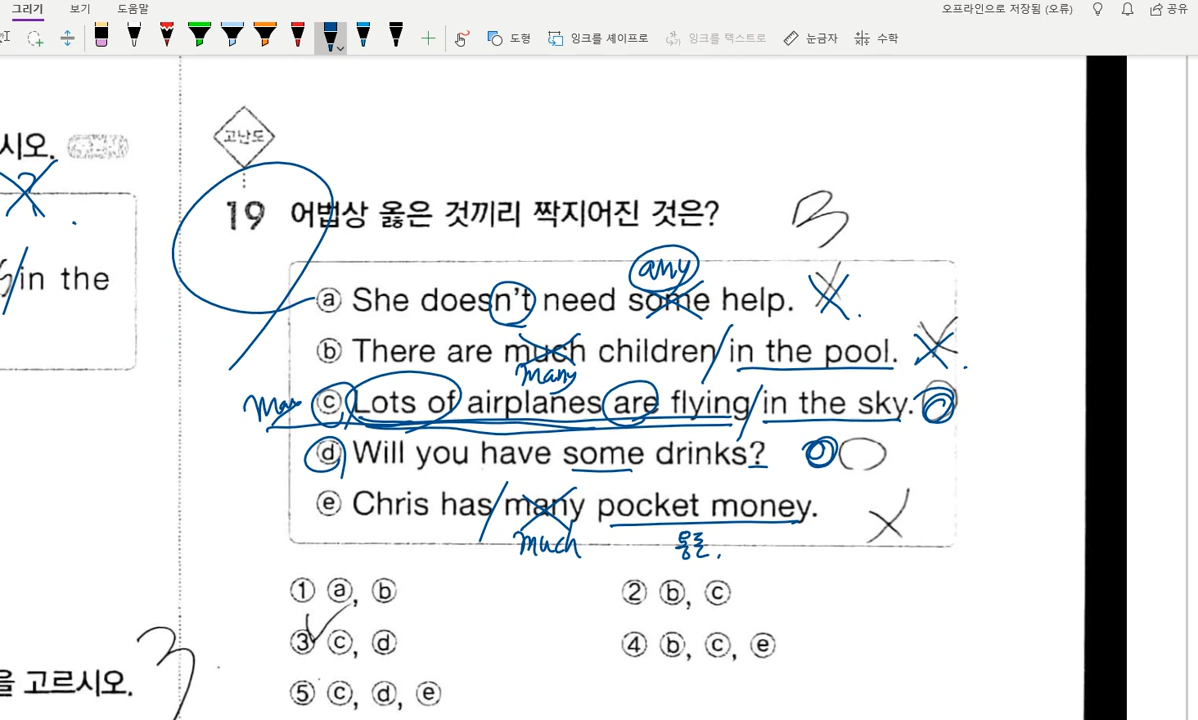 그리기 보기 도움말 오프라인으로 저장됨 (오류) 공유
도형 잉크를 셰이프로 잉크를 텍스트로 눈금자 수학
시오.
고난도
19 어법상 옳은 것끼리 짝지어진 것은? 3
any
in the
ⓐ She doesn't need some help.
ⓑ There are much children in the pool.
many
ⓒ Lots of airplanes are flying in the sky.
ⓓ Will you have some drinks?
ⓔ Chris has many pocket money.
much
① ⓐ, ⓑ
② ⓑ, ⓒ
③ ⓒ, ⓓ
④ ⓑ, ⓒ, ⓔ
⑤ ⓒ, ⓓ, ⓔ
3
을 고르시오.